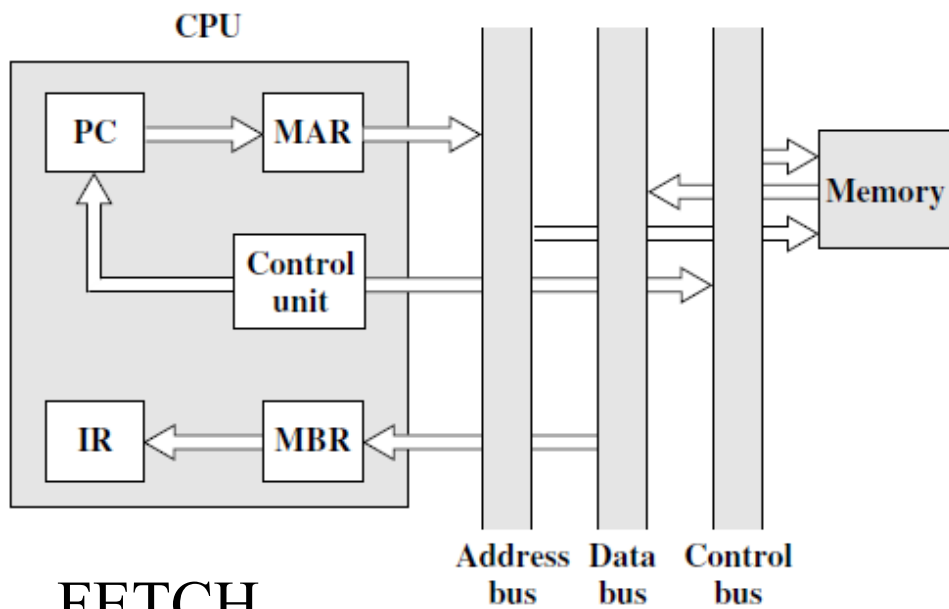 CPU
PC
MAR
Memory
Control
unit
IR
MBR
Address
bus
Data
bus
Control
bus
FETCH